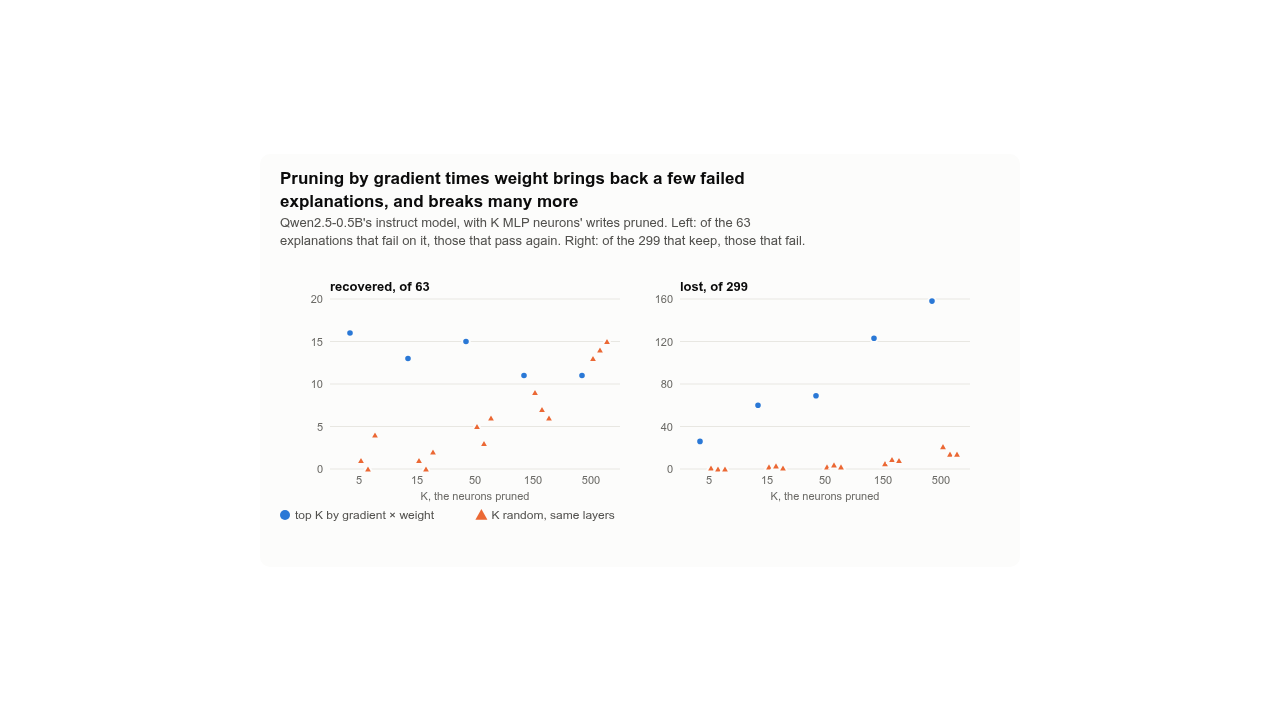 Pruning by gradient times weight brings back a few failed
explanations, and breaks many more
Qwen2.5-0.5B's instruct model, with K MLP neurons' writes pruned. Left: of the 63
explanations that fail on it, those that pass again. Right: of the 299 that keep, those that fail.
recovered, of 63
20
15
10
5
0
5 15 50 150 500
K, the neurons pruned
lost, of 299
160
120
80
40
0
5 15 50 150 500
K, the neurons pruned
top K by gradient × weight
K random, same layers